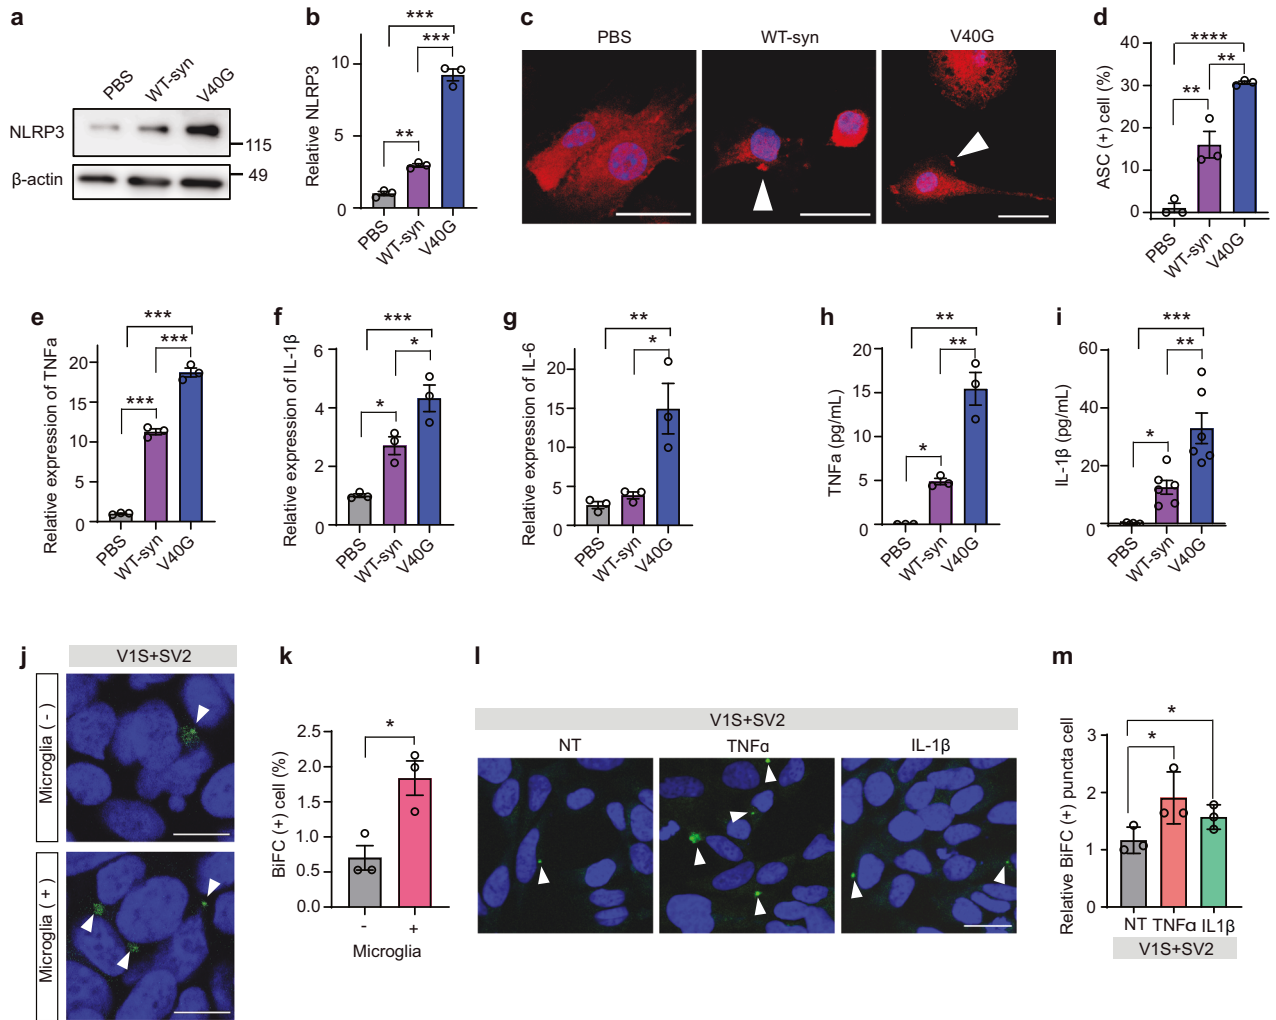 a
PBS
WT-syn
V40G
NLRP3
115
β-actin
49
b
***
***
**
Relative NLRP3
10
5
0
PBS
WT-syn
V40G
c
PBS
WT-syn
V40G
d
****
**
**
ASC (+) cell (%)
40
30
20
10
0
PBS
WT-syn
V40G
e
***
***
***
Relative expression of TNFa
20
15
10
5
0
PBS
WT-syn
V40G
f
***
*
*
Relative expression of IL-1β
6
4
2
0
PBS
WT-syn
V40G
g
**
*
Relative expression of IL-6
20
15
10
5
0
PBS
WT-syn
V40G
h
**
**
*
TNFa (pg/mL)
20
15
10
5
0
PBS
WT-syn
V40G
i
***
**
*
IL-1β (pg/mL)
60
40
20
0
PBS
WT-syn
V40G
j
V1S+SV2
Microglia ( - )
Microglia ( + )
k
*
BiFC (+) cell (%)
2.5
2.0
1.5
1.0
0.5
0.0
-
+
Microglia
l
V1S+SV2
NT
TNFα
IL-1β
m
*
*
Relative BiFC (+) puncta cell
3
2
1
0
NT TNFα IL1β
V1S+SV2